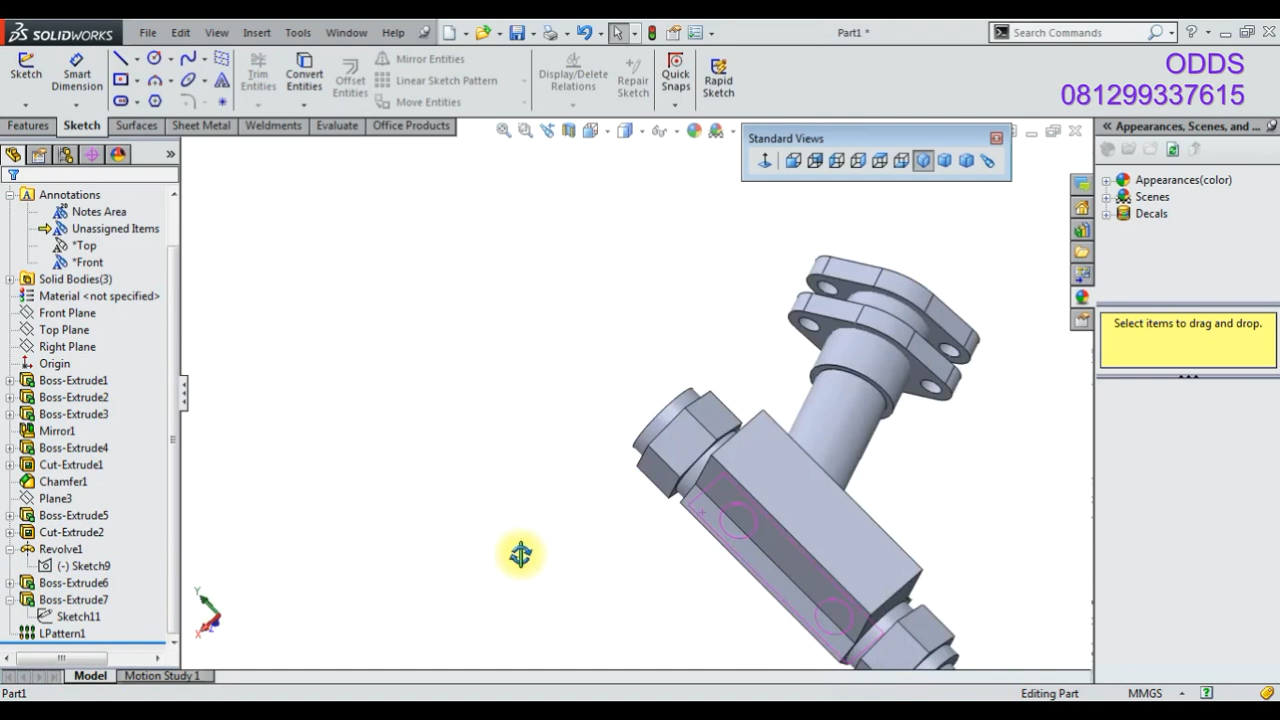 SOLIDWORKS File Edit View Insert Tools Window Help Part1 * Search Commands
Sketch Smart Dimension Trim Entities Convert Entities Offset Entities Mirror Entities Linear Sketch Pattern Move Entities Display/Delete Relations Repair Sketch Quick Snaps Rapid Sketch
ODDS
081299337615
Features Sketch Surfaces Sheet Metal Weldments Evaluate Office Products
Standard Views
Appearances, Scenes, and ...
Appearances(color)
Scenes
Decals
Select items to drag and drop.
Annotations
Notes Area
Unassigned Items
*Top
*Front
Solid Bodies(3)
Material <not specified>
Front Plane
Top Plane
Right Plane
Origin
Boss-Extrude1
Boss-Extrude2
Boss-Extrude3
Mirror1
Boss-Extrude4
Cut-Extrude1
Chamfer1
Plane3
Boss-Extrude5
Cut-Extrude2
Revolve1
(-) Sketch9
Boss-Extrude6
Boss-Extrude7
Sketch11
LPattern1
Y
X
Model Motion Study 1
Part1 Editing Part MMGS